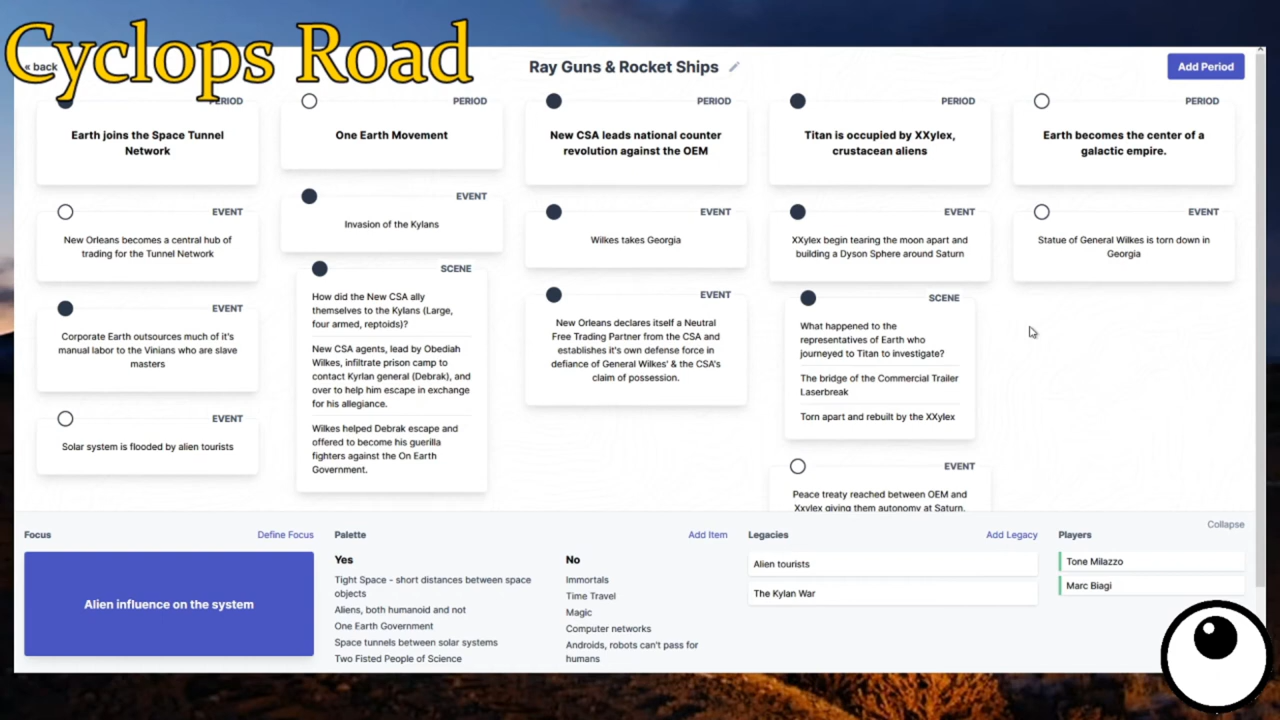 Cyclops Road
« back
Ray Guns & Rocket Ships
Add Period
PERIOD
Earth joins the Space Tunnel
Network
EVENT
New Orleans becomes a central hub of
trading for the Tunnel Network
EVENT
Corporate Earth outsources much of it's
manual labor to the Vinians who are slave
masters
EVENT
Solar system is flooded by alien tourists
PERIOD
One Earth Movement
EVENT
Invasion of the Kylans
SCENE
How did the New CSA ally
themselves to the Kylans (Large,
four armed, reptoids)?
New CSA agents, lead by Obediah
Wilkes, infiltrate prison camp to
contact Kyrlan general (Debrak), and
over to help him escape in exchange
for his allegiance.
Wilkes helped Debrak escape and
offered to become his guerilla
fighters against the On Earth
Government.
PERIOD
New CSA leads national counter
revolution against the OEM
EVENT
Wilkes takes Georgia
EVENT
New Orleans declares itself a Neutral
Free Trading Partner from the CSA and
establishes it's own defense force in
defiance of General Wilkes' & the CSA's
claim of possession.
PERIOD
Titan is occupied by XXylex,
crustacean aliens
EVENT
XXylex begin tearing the moon apart and
building a Dyson Sphere around Saturn
SCENE
What happened to the
representatives of Earth who
journeyed to Titan to investigate?
The bridge of the Commercial Trailer
Laserbreak
Torn apart and rebuilt by the XXylex
EVENT
Peace treaty reached between OEM and
Xxylex giving them autonomy at Saturn.
PERIOD
Earth becomes the center of a
galactic empire.
EVENT
Statue of General Wilkes is torn down in
Georgia
Collapse
Focus
Define Focus
Alien influence on the system
Palette
Add Item
Yes
Tight Space - short distances between space
objects
Aliens, both humanoid and not
One Earth Government
Space tunnels between solar systems
Two Fisted People of Science
No
Immortals
Time Travel
Magic
Computer networks
Androids, robots can't pass for
humans
Legacies
Add Legacy
Alien tourists
The Kylan War
Players
Tone Milazzo
Marc Biagi